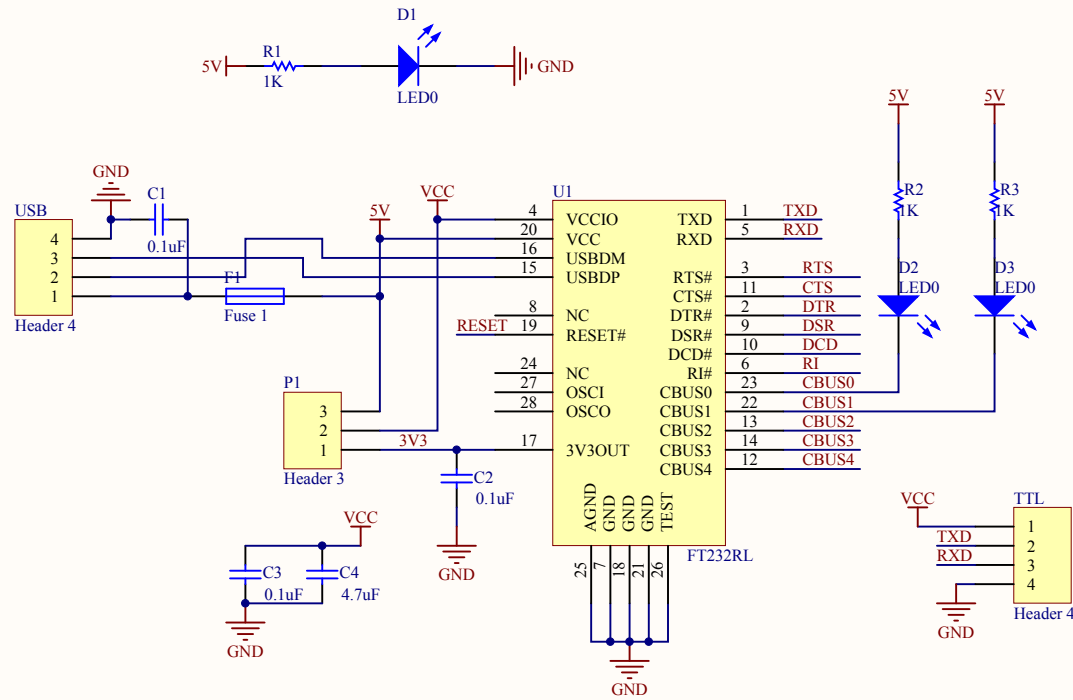 D1
R1
5V
GND
1K
LED0
5V
5V
GND
C1
VCC
U1
R2
R3
1K
1K
USB
5V
4
VCCIO
TXD
1
TXD
4
20
VCC
RXD
5
RXD
3
0.1uF
16
USBDM
2
15
USBDP
RTS#
3
RTS
D2
D3
1
F1
CTS#
11
CTS
LED0
LED0
Header 4
Fuse 1
8
NC
DTR#
2
DTR
RESET
19
RESET#
DSR#
9
DSR
DCD#
10
DCD
24
NC
RI#
6
RI
P1
27
OSCI
CBUS0
23
CBUS0
3
28
OSCO
CBUS1
22
CBUS1
2
CBUS2
13
CBUS2
1
3V3
17
3V3OUT
CBUS3
14
CBUS3
Header 3
C2
CBUS4
12
CBUS4
0.1uF
AGND
GND
GND
GND
TEST
VCC
TTL
VCC
1
GND
FT232RL
TXD
2
C3
C4
25
7
18
21
26
RXD
3
0.1uF
4.7uF
4
GND
Header 4
GND
GND